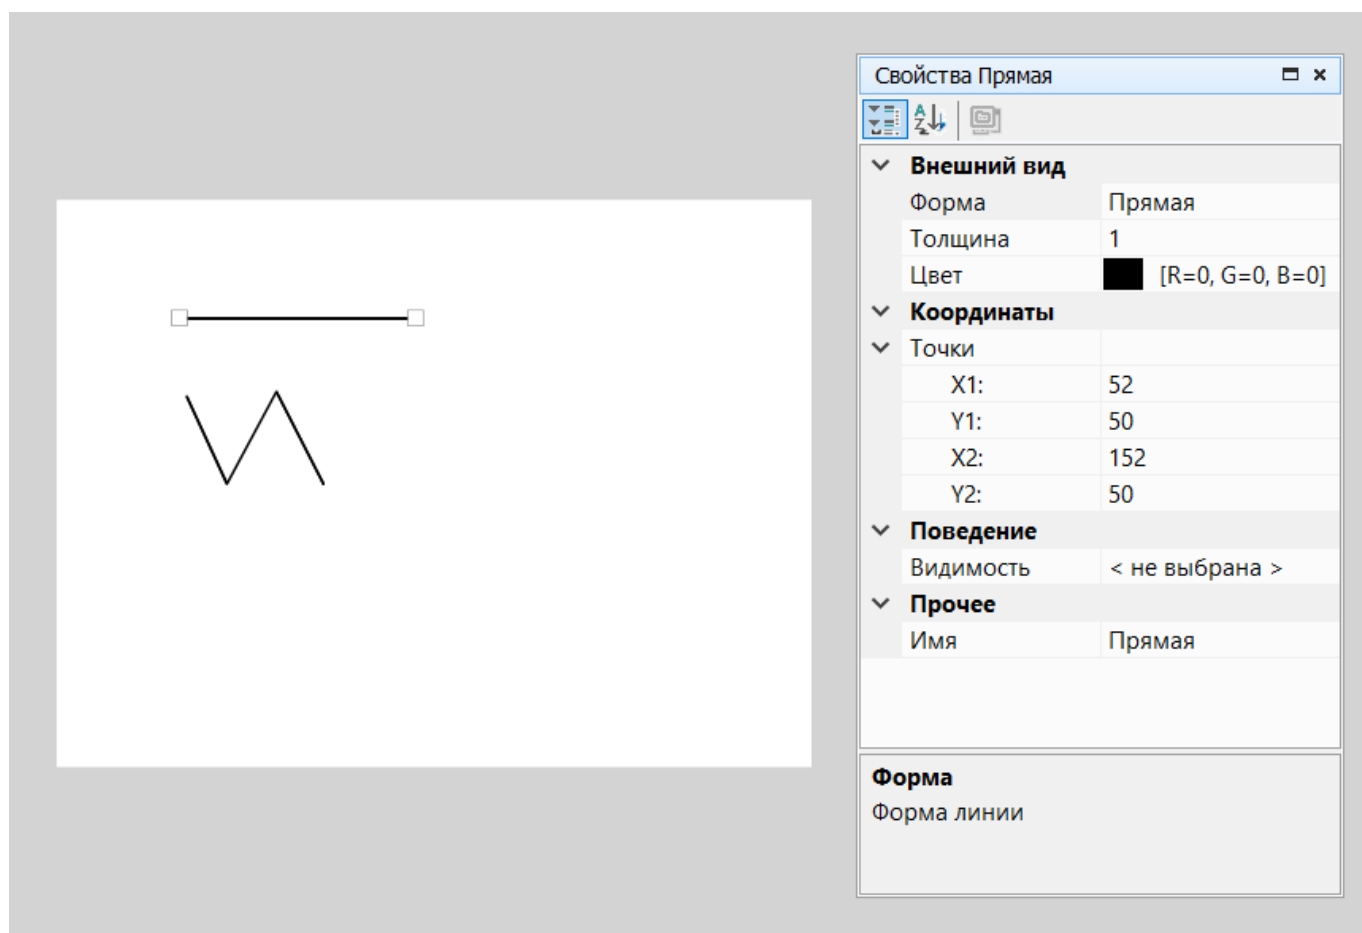 Свойства Прямая
Внешний вид
Форма Прямая
Толщина 1
Цвет [R=0, G=0, B=0]
Координаты
Точки
X1: 52
Y1: 50
X2: 152
Y2: 50
Поведение
Видимость < не выбрана >
Прочее
Имя Прямая
Форма
Форма линии